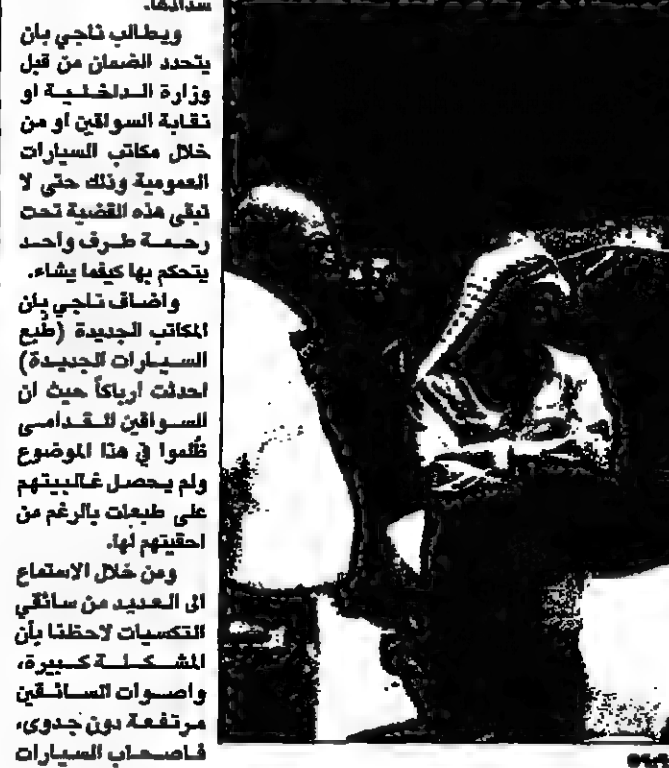 سدادها.
ويطالب ناجي بان
يتحدد الضمان من قبل
وزارة الداخلية او
نقابة السواقين او من
خلال مكاتب السيارات
العمومية وذلك حتى لا
تبقى هذه القضية تحت
رحمة طرف واحد
يتحكم بها كيفما يشاء.
واضاف ناجي بان
المكاتب الجديدة (طبع
السيارات الجديدة)
احدثت ارباكاً حيث ان
السواقين القدامى
ظُلموا في هذا الموضوع
ولم يحصل غالبيتهم
على طبعات بالرغم من
احقيتهم لها.
ومن خلال الاستماع
الى العديد من سائقي
التكسيات لاحظنا بأن
المشكلة كبيرة،
واصوات السائقين
مرتفعة دون جدوى،
فاصحاب السيارات